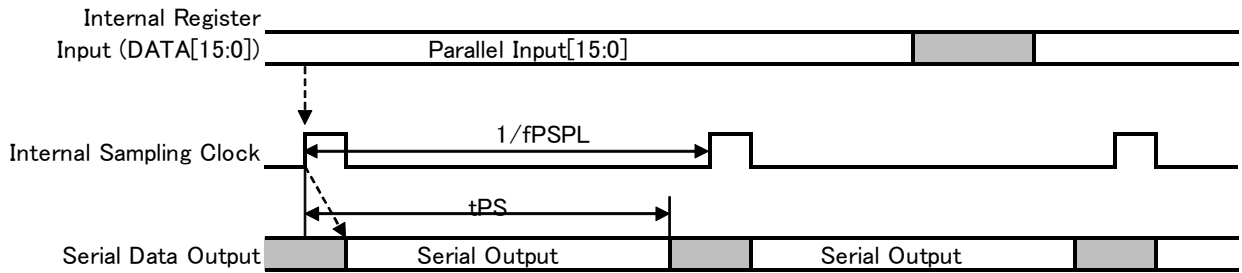 Internal Register
Input (DATA[15:0])
Parallel Input[15:0]
1/fPSPL
Internal Sampling Clock
tPS
Serial Data Output
Serial Output
Serial Output